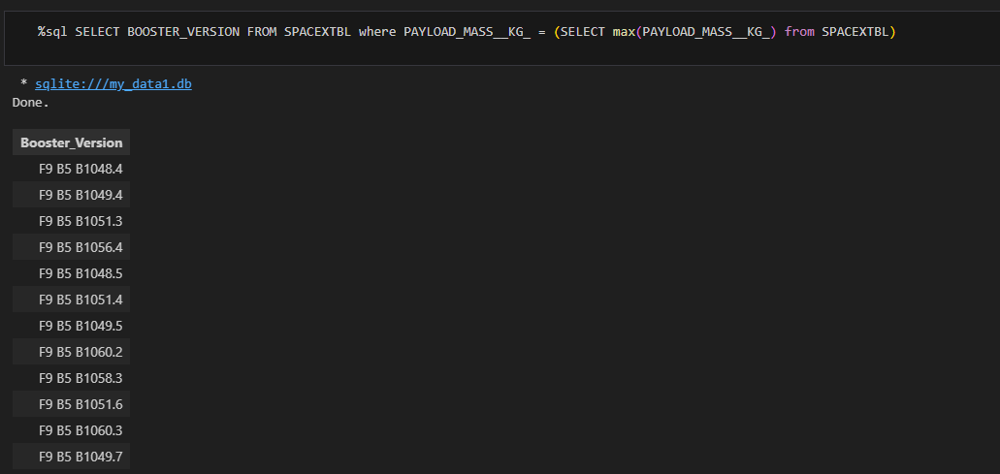 %sql SELECT BOOSTER_VERSION FROM SPACEXTBL where PAYLOAD_MASS__KG_ = (SELECT max(PAYLOAD_MASS__KG_) from SPACEXTBL)
* sqlite:///my_data1.db
Done.
Booster_Version
F9 B5 B1048.4
F9 B5 B1049.4
F9 B5 B1051.3
F9 B5 B1056.4
F9 B5 B1048.5
F9 B5 B1051.4
F9 B5 B1049.5
F9 B5 B1060.2
F9 B5 B1058.3
F9 B5 B1051.6
F9 B5 B1060.3
F9 B5 B1049.7